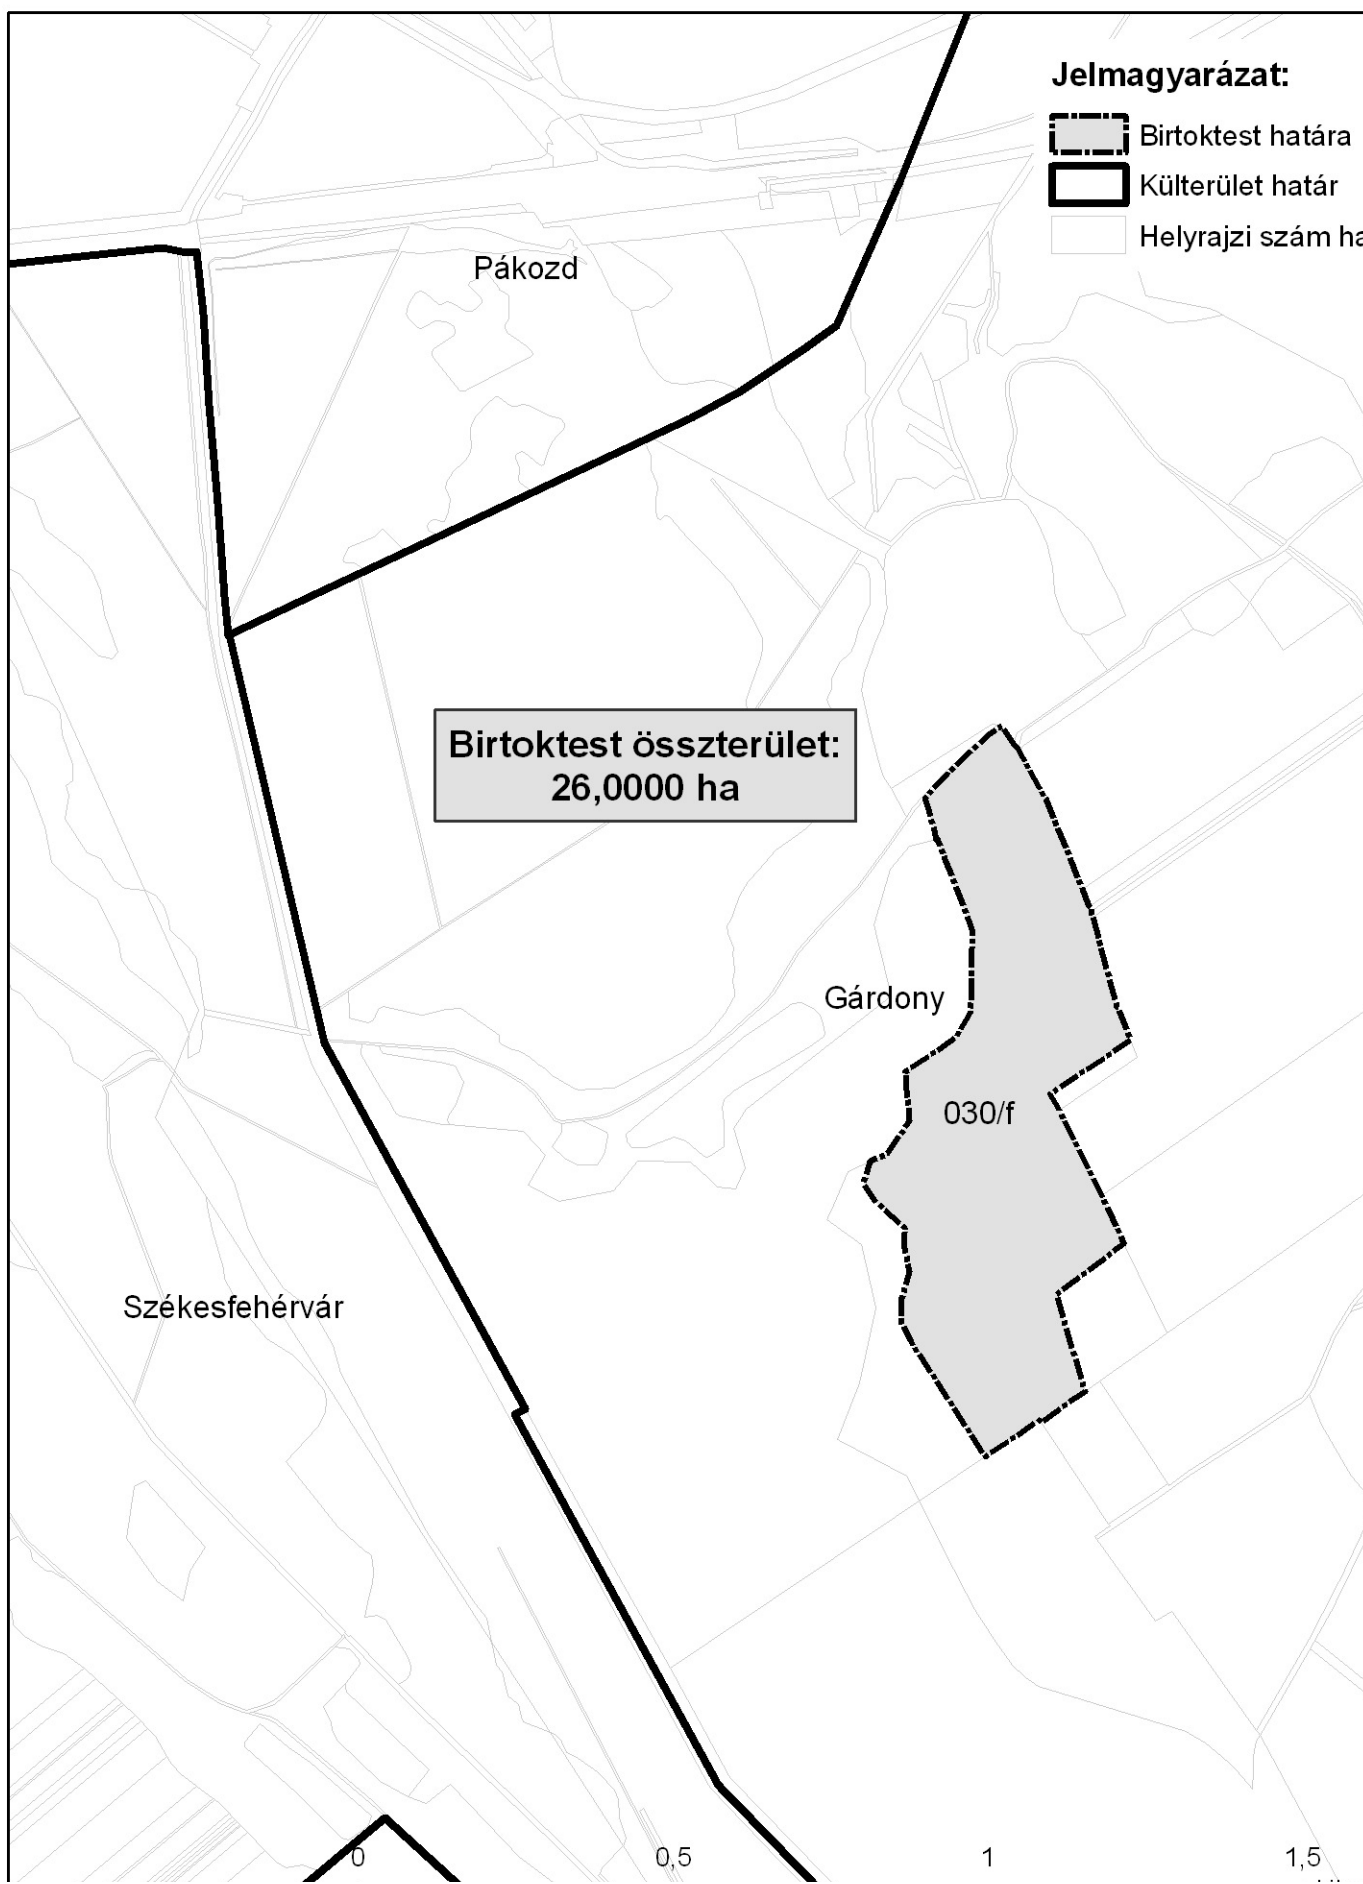 Jelmagyarázat:
Birtoktest határa
Külterület határ
Helyrajzi szám
Pákozd
Birtoktest összterület:
26,0000 ha
Gárdony
030/f
Székesfehérvár
0 0,5 1 1,5